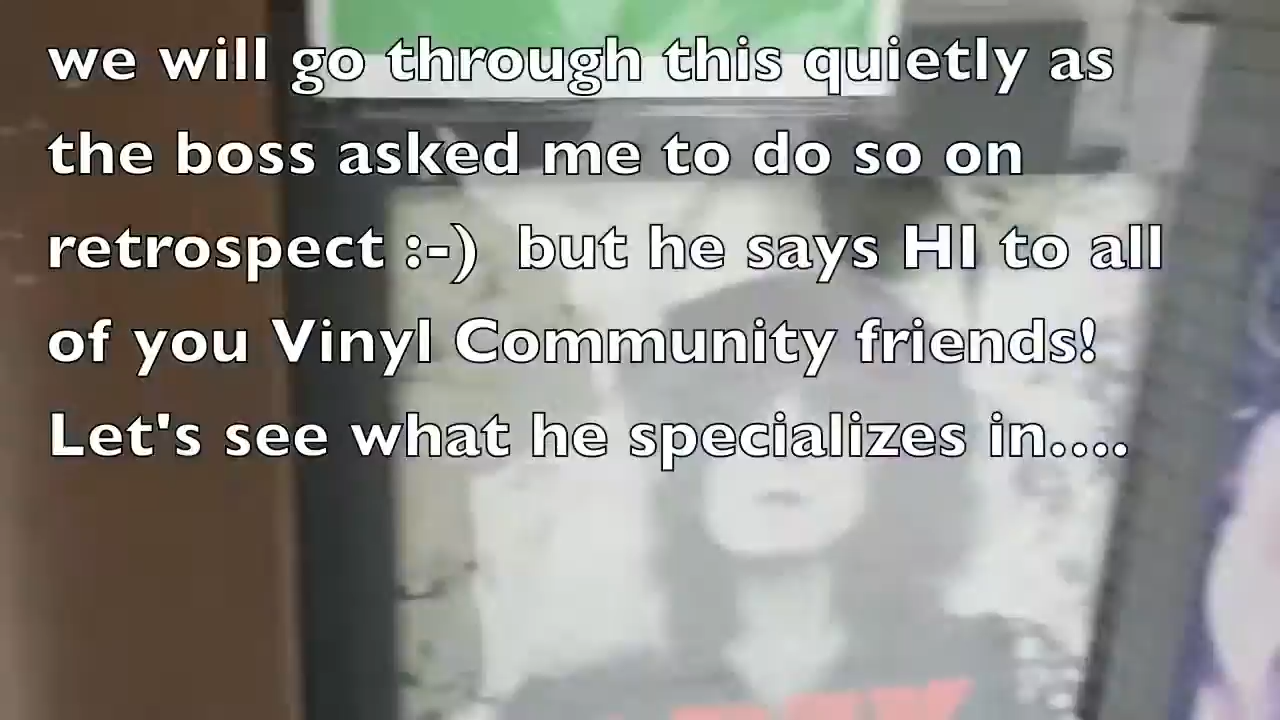 we will go through this quietly as
the boss asked me to do so on
retrospect :-)  but he says HI to all
of you Vinyl Community friends!
Let's see what he specializes in....